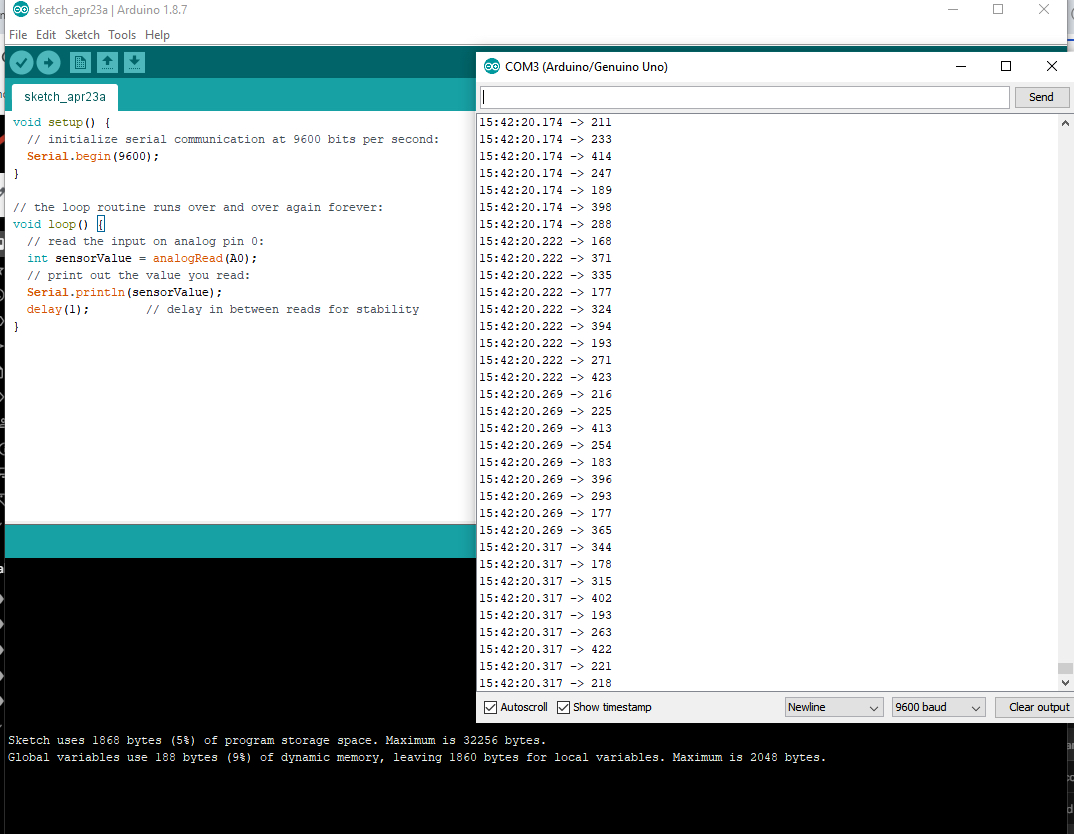 sketch_apr23a | Arduino 1.8.7
File Edit Sketch Tools Help
sketch_apr23a
void setup() {
  // initialize serial communication at 9600 bits per second:
  Serial.begin(9600);
}
// the loop routine runs over and over again forever:
void loop() {
  // read the input on analog pin 0:
  int sensorValue = analogRead(A0);
  // print out the value you read:
  Serial.println(sensorValue);
  delay(1);        // delay in between reads for stability
}
COM3 (Arduino/Genuino Uno)
Send
15:42:20.174 -> 211
15:42:20.174 -> 233
15:42:20.174 -> 414
15:42:20.174 -> 247
15:42:20.174 -> 189
15:42:20.174 -> 398
15:42:20.174 -> 288
15:42:20.222 -> 168
15:42:20.222 -> 371
15:42:20.222 -> 335
15:42:20.222 -> 177
15:42:20.222 -> 324
15:42:20.222 -> 394
15:42:20.222 -> 193
15:42:20.222 -> 271
15:42:20.222 -> 423
15:42:20.269 -> 216
15:42:20.269 -> 225
15:42:20.269 -> 413
15:42:20.269 -> 254
15:42:20.269 -> 183
15:42:20.269 -> 396
15:42:20.269 -> 293
15:42:20.269 -> 177
15:42:20.269 -> 365
15:42:20.317 -> 344
15:42:20.317 -> 178
15:42:20.317 -> 315
15:42:20.317 -> 402
15:42:20.317 -> 193
15:42:20.317 -> 263
15:42:20.317 -> 422
15:42:20.317 -> 221
15:42:20.317 -> 218
Autoscroll Show timestamp Newline 9600 baud Clear output
Sketch uses 1868 bytes (5%) of program storage space. Maximum is 32256 bytes.
Global variables use 188 bytes (9%) of dynamic memory, leaving 1860 bytes for local variables. Maximum is 2048 bytes.